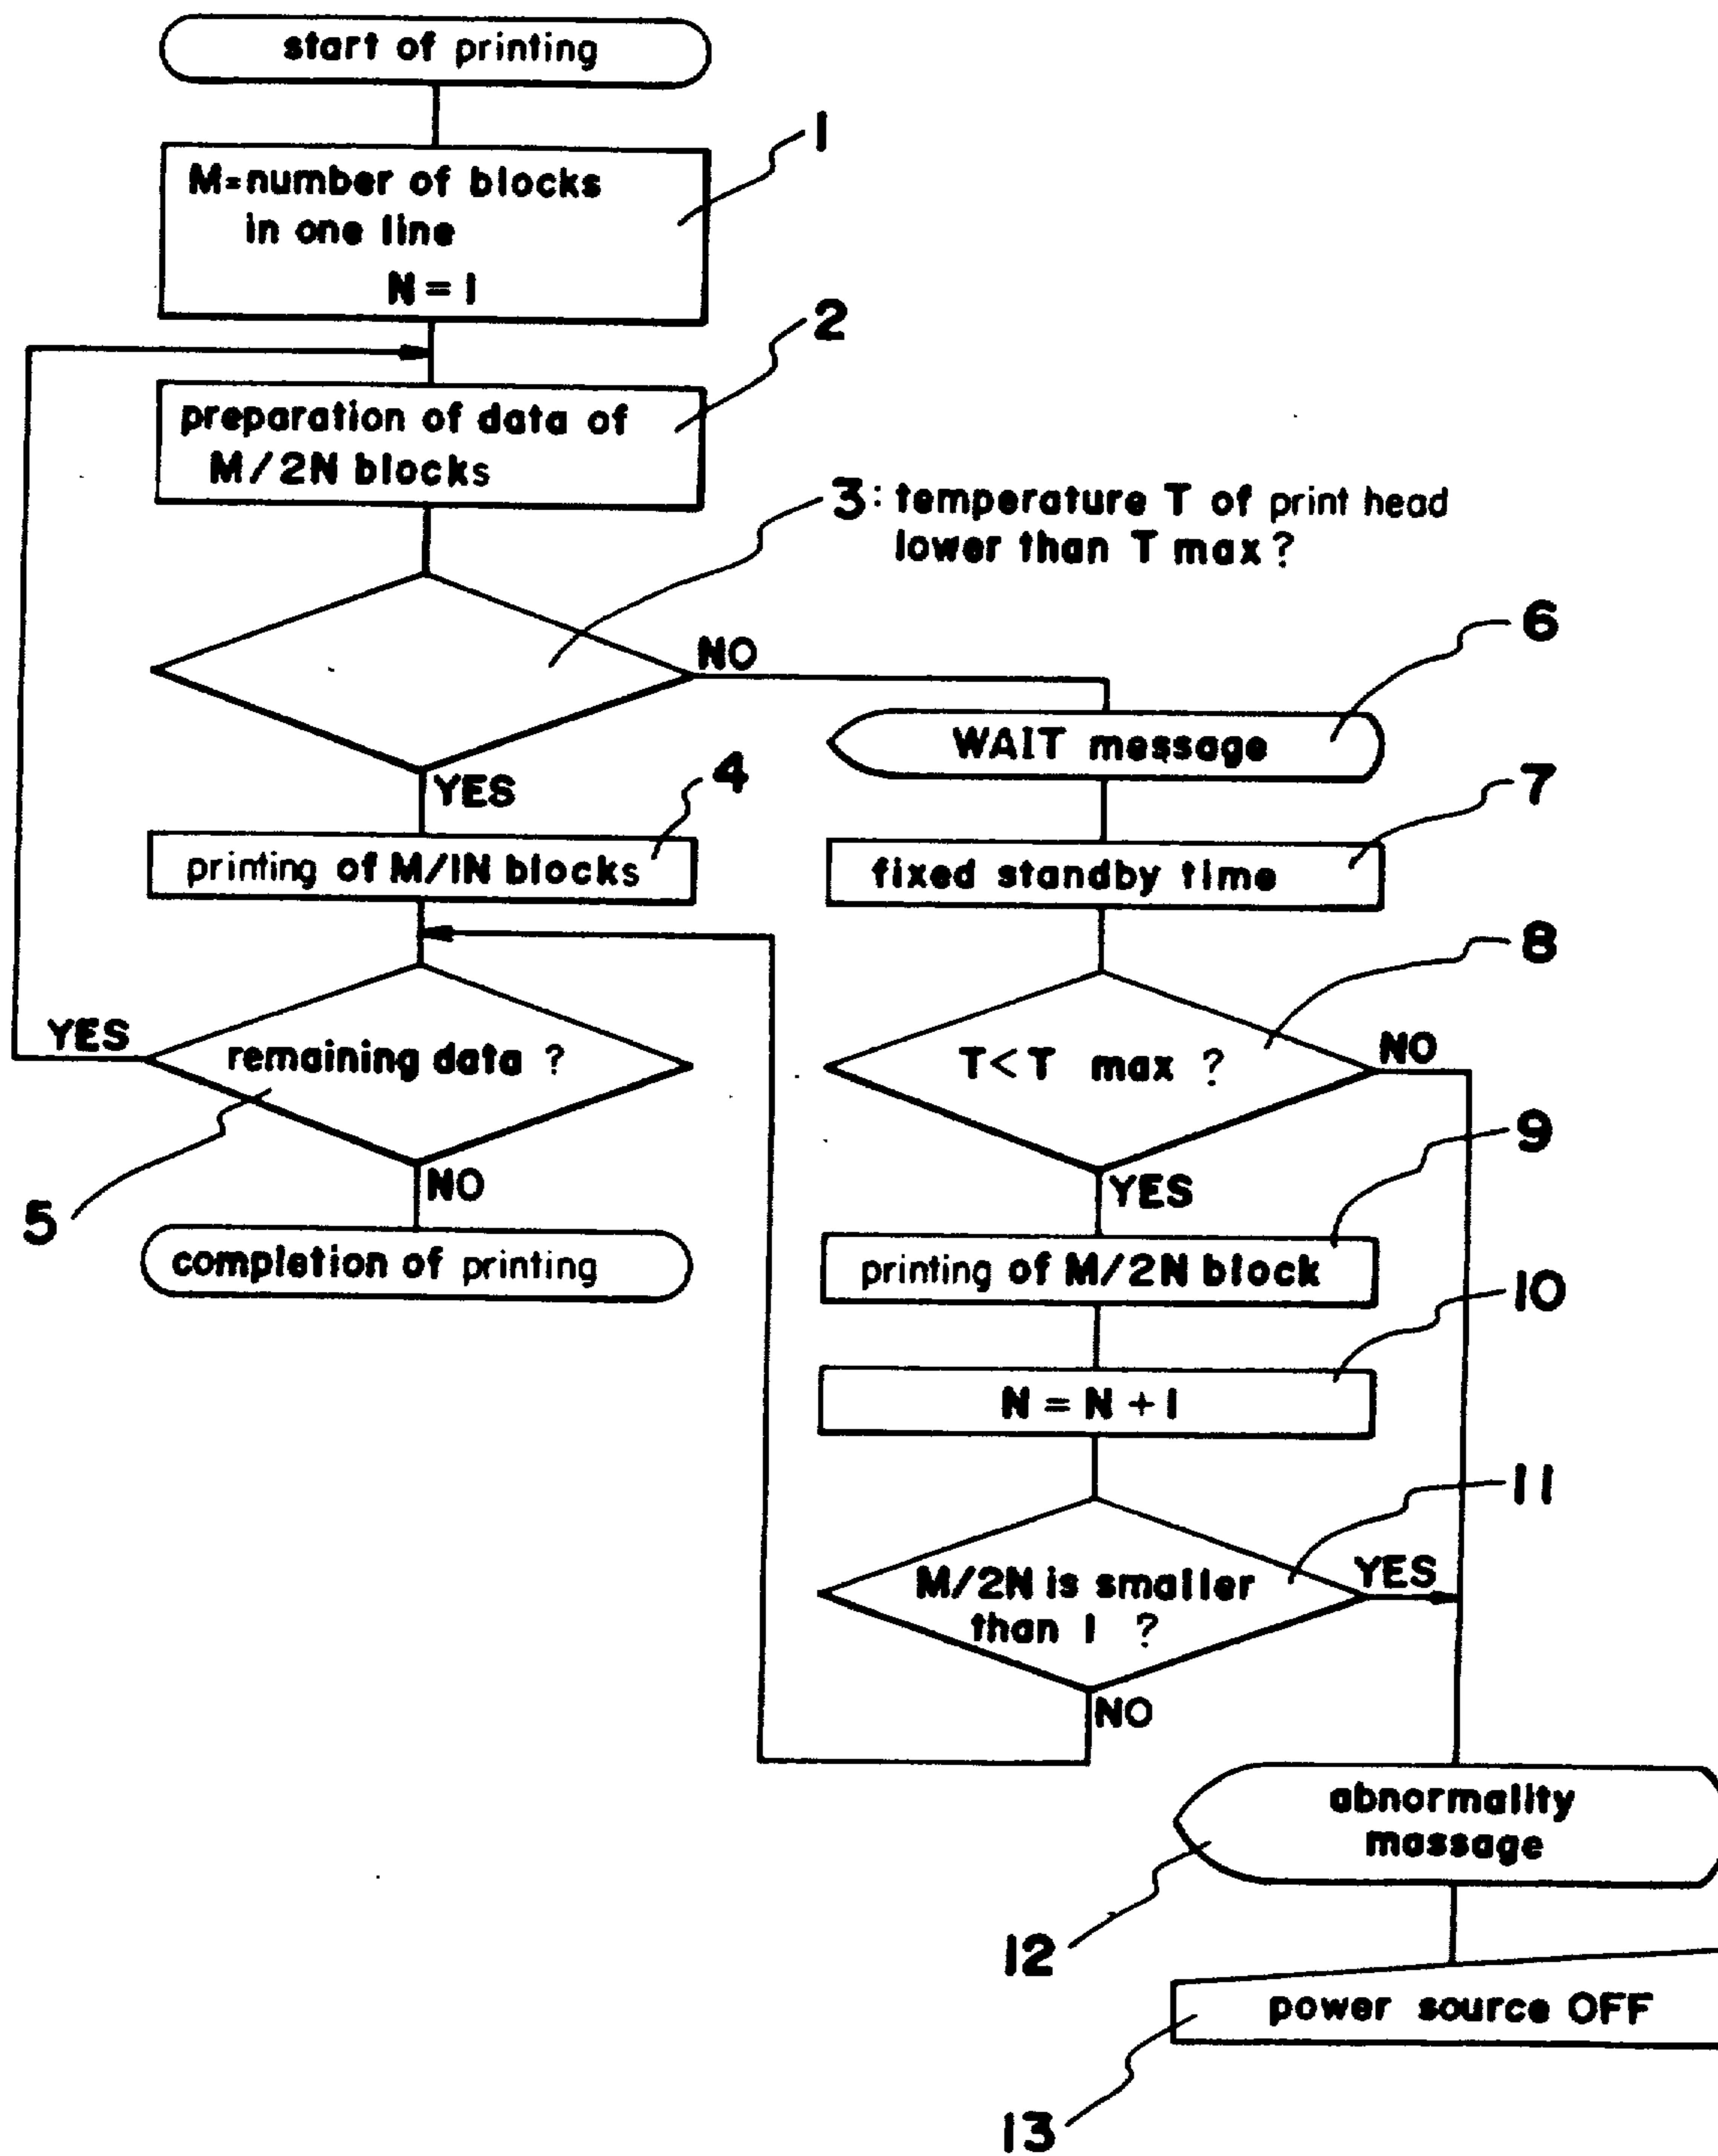 start of printing
1
M=number of blocks
in one line
N = 1
2
preparation of data of
M/2N blocks
3: temperature T of print head
lower than T max ?
NO
6
WAIT message
YES
4
7
printing of M/1N blocks
fixed standby time
8
YES
remaining data ?
T<T max ?
NO
9
5
NO
YES
completion of printing
printing of M/2N block
10
N = N + 1
11
M/2N is smaller
than 1 ?
YES
NO
abnormality
massage
12
power source OFF
13